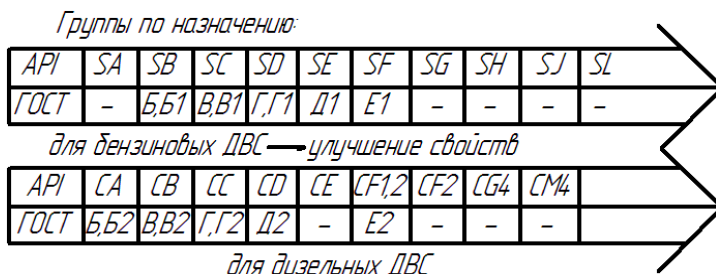 Группы по назначению:
API SA SB SC SD SE SF SG SH SJ SL
ГОСТ – Б,Б1 В,В1 Г,Г1 Д1 Е1 – – – –
для бензиновых ДВС — улучшение свойств
API CA CB CC CD CE CF1,2 CF2 CG4 CM4
ГОСТ Б,Б2 В,В2 Г,Г2 Д2 – Е2 – – –
для дизельных ДВС